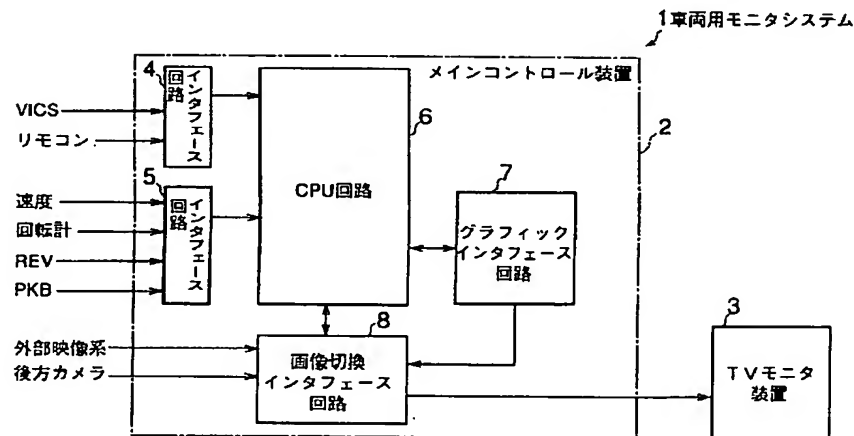 1車両用モニタシステム
メインコントロール装置
2
4
インタフェース
回路
VICS
リモコン
5
インタフェース
回路
速度
回転計
REV
PKB
CPU回路
6
7
グラフィック
インタフェース
回路
8
外部映像系
後方カメラ
画像切換
インタフェース
回路
3
TVモニタ
装置